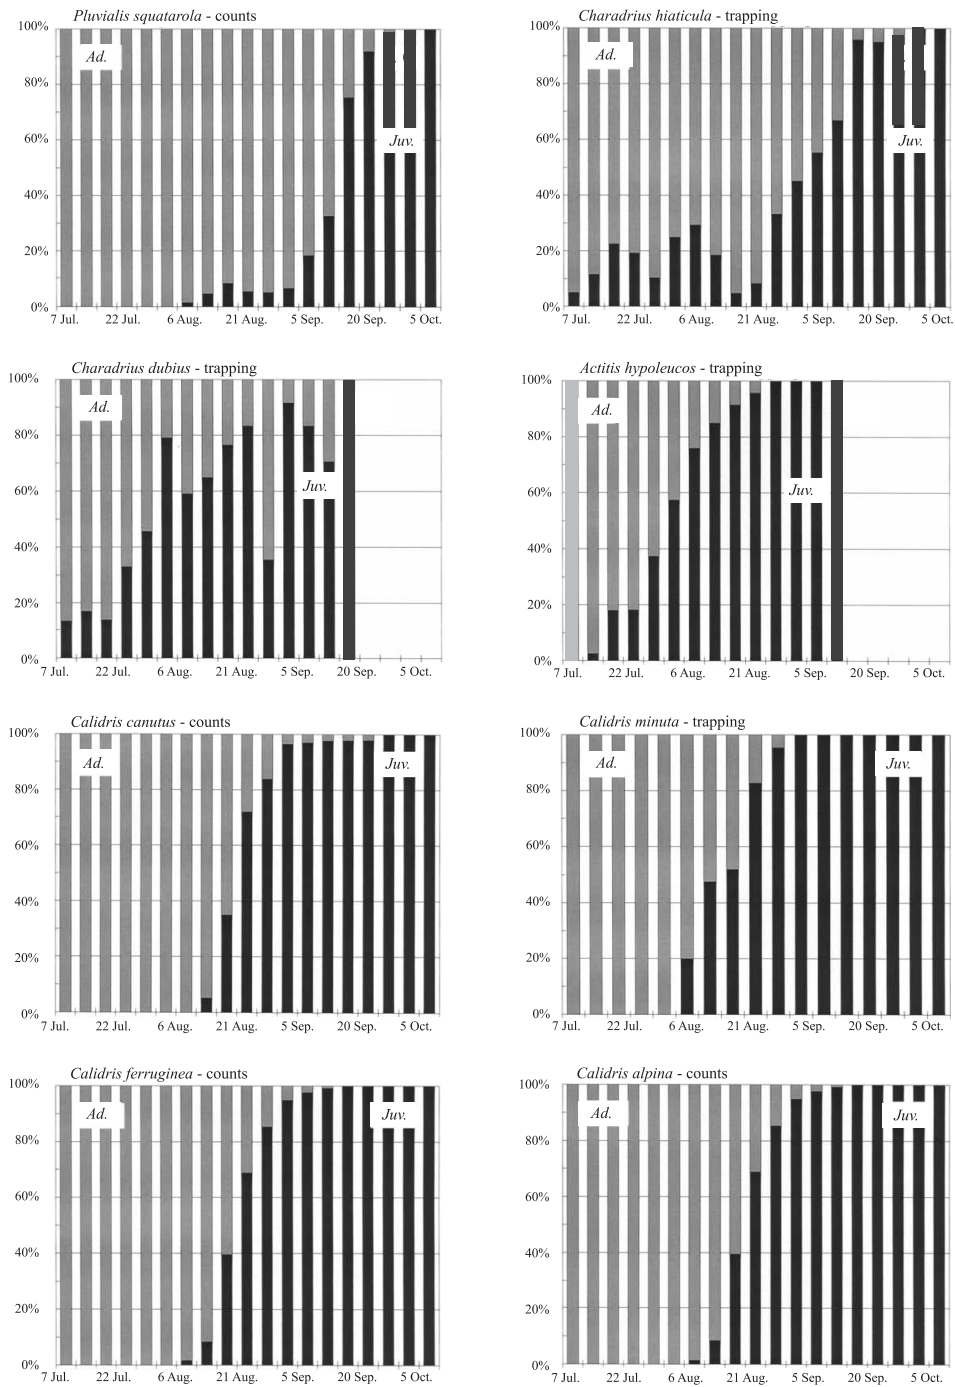 Pluvialis squatarola - counts
100%
80%
60%
40%
20%
0%
Ad.
Juv.
7 Jul. 22 Jul. 6 Aug. 21 Aug. 5 Sep. 20 Sep. 5 Oct.
Charadrius hiaticula - trapping
100%
80%
60%
40%
20%
0%
Ad.
Juv.
7 Jul. 22 Jul. 6 Aug. 21 Aug. 5 Sep. 20 Sep. 5 Oct.
Charadrius dubius - trapping
100%
80%
60%
40%
20%
0%
Ad.
Juv.
7 Jul. 22 Jul. 6 Aug. 21 Aug. 5 Sep. 20 Sep. 5 Oct.
Actitis hypoleucos - trapping
100%
80%
60%
40%
20%
0%
Ad.
Juv.
7 Jul. 22 Jul. 6 Aug. 21 Aug. 5 Sep. 20 Sep. 5 Oct.
Calidris canutus - counts
100%
80%
60%
40%
20%
0%
Ad.
Juv.
7 Jul. 22 Jul. 6 Aug. 21 Aug. 5 Sep. 20 Sep. 5 Oct.
Calidris minuta - trapping
100%
80%
60%
40%
20%
0%
Ad.
Juv.
7 Jul. 22 Jul. 6 Aug. 21 Aug. 5 Sep. 20 Sep. 5 Oct.
Calidris ferruginea - counts
100%
80%
60%
40%
20%
0%
Ad.
Juv.
7 Jul. 22 Jul. 6 Aug. 21 Aug. 5 Sep. 20 Sep. 5 Oct.
Calidris alpina - counts
100%
80%
60%
40%
20%
0%
Ad.
Juv.
7 Jul. 22 Jul. 6 Aug. 21 Aug. 5 Sep. 20 Sep. 5 Oct.